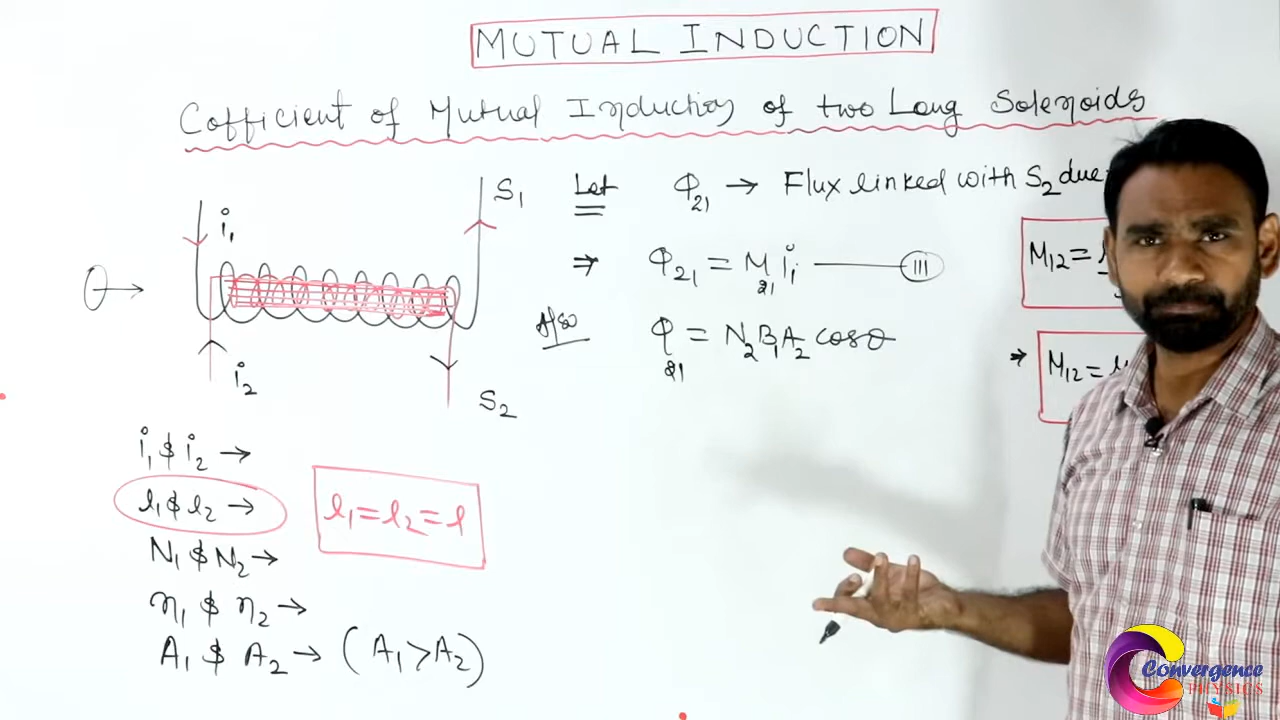 MUTUAL INDUCTION
Cofficient of Mutual Induction of two Long Solenoids
S₁
i₁
i₂
S₂
Let Φ₂₁ → Flux linked with S₂ due
⇒ Φ₂₁ = M₂₁ i₁ —— III
Also Φ₂₁ = N₂B₁A₂ cosθ
M₁₂ =
⇒ M₁₂ =
i₁ & i₂ →
l₁ & l₂ →
l₁ = l₂ = l
N₁ & N₂ →
n₁ & n₂ →
A₁ & A₂ → (A₁ > A₂)
Convergence
PHYSICS